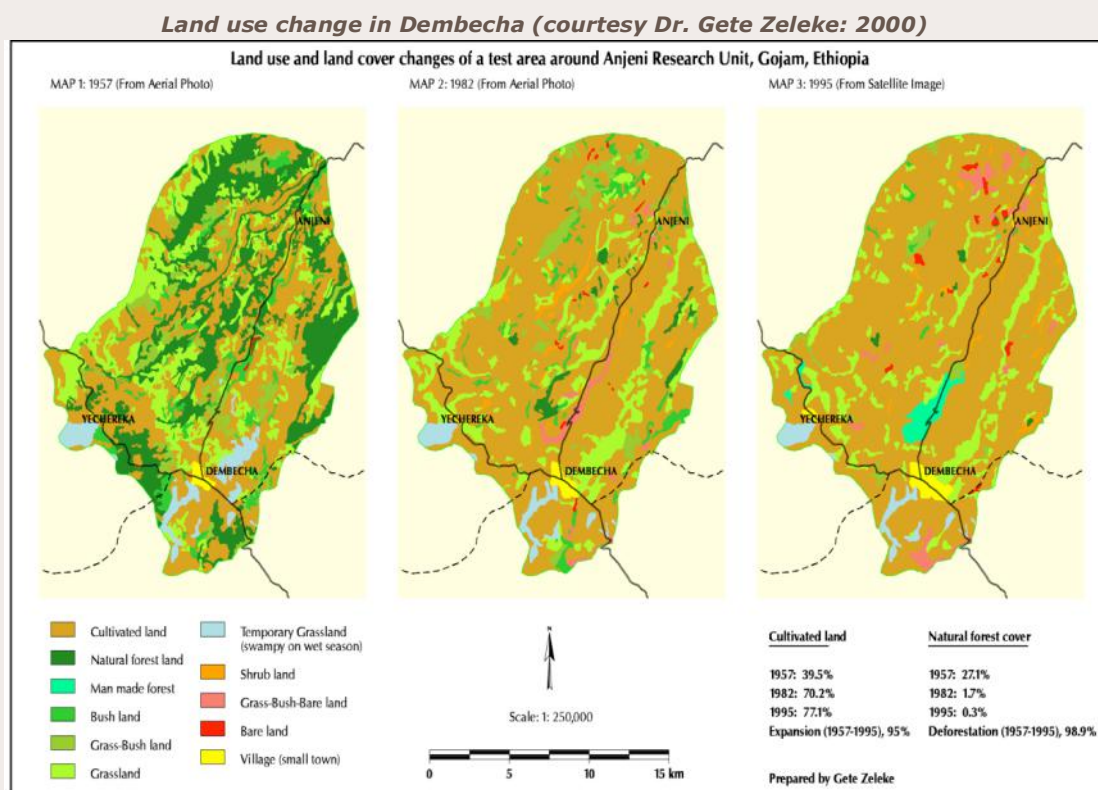 Land use change in Dembecha (courtesy Dr. Gete Zeleke: 2000)
Land use and land cover changes of a test area around Anjeni Research Unit, Gojam, Ethiopia
MAP 1: 1957 (From Aerial Photo)
MAP 2: 1982 (From Aerial Photo)
MAP 3: 1995 (From Satellite Image)
ANJENI
YECHEREKA
DEMBECHA
ANJENI
YECHEREKA
DEMBECHA
ANJENI
YECHEREKA
DEMBECHA
Cultivated land
Natural forest land
Man made forest
Bush land
Grass-Bush land
Grassland
Temporary Grassland
(swampy on wet season)
Shrub land
Grass-Bush-Bare land
Bare land
Village (small town)
N
Scale: 1: 250,000
0 5 10 15 km
Cultivated land
1957: 39.5%
1982: 70.2%
1995: 77.1%
Expansion (1957-1995), 95%
Natural forest cover
1957: 27.1%
1982: 1.7%
1995: 0.3%
Deforestation (1957-1995), 98.9%
Prepared by Gete Zeleke